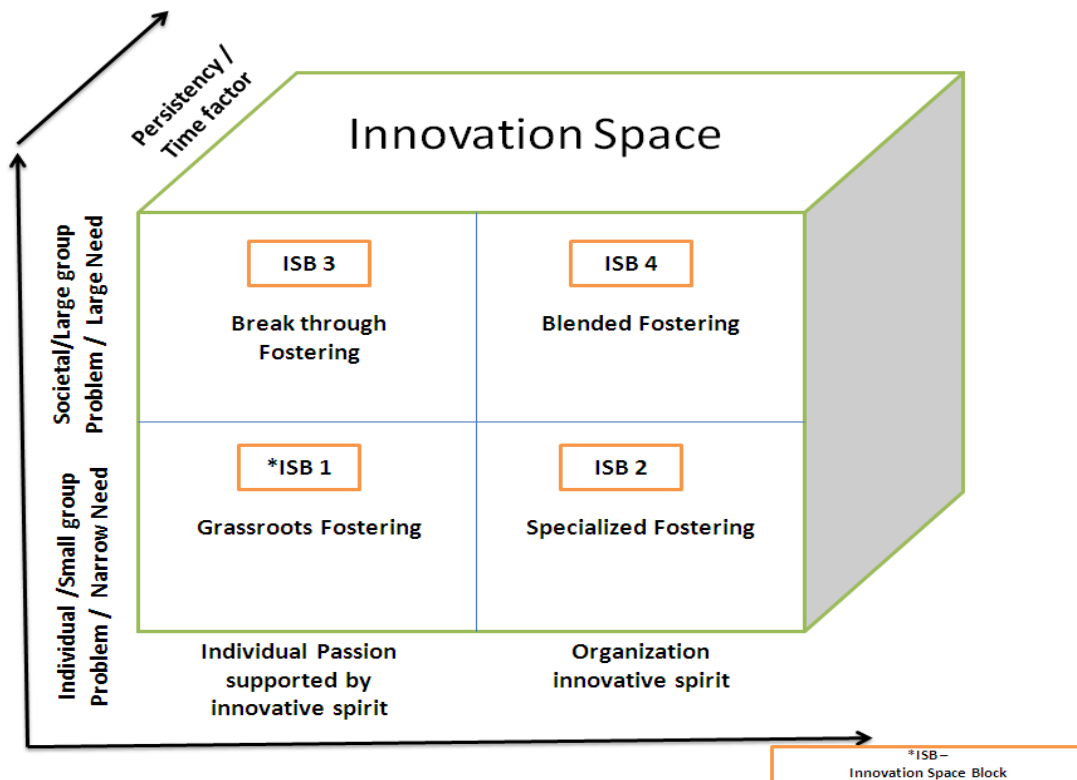 Persistency /
Time factor
Innovation Space
Societal/Large group
Problem / Large Need
ISB 3
Break through
Fostering
ISB 4
Blended Fostering
Individual /Small group
Problem / Narrow Need
*ISB 1
Grassroots Fostering
ISB 2
Specialized Fostering
Individual Passion
supported by
innovative spirit
Organization
innovative spirit
*ISB–
Innovation Space Block